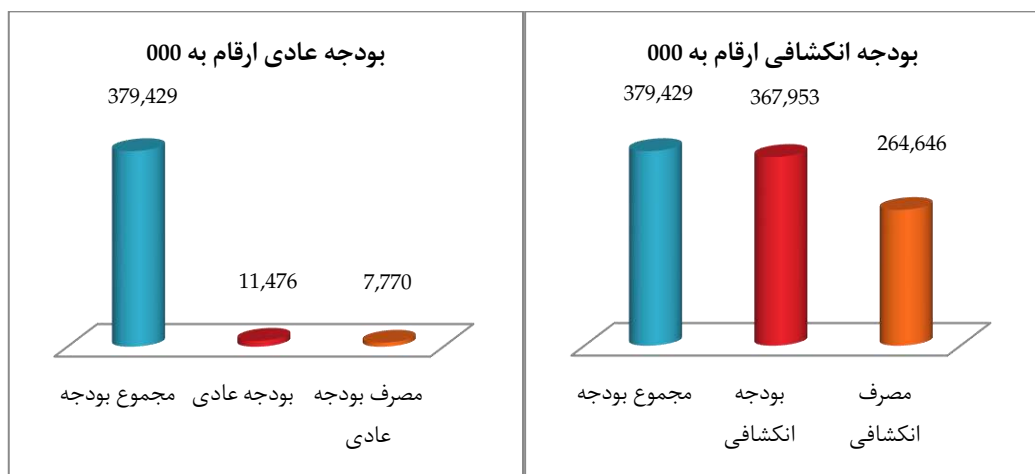 بودجه انکشافی ارقام به 000
379,429
367,953
264,646
مجموع بودجه
بودجه
انکشافی
مصرف
انکشافی
بودجه عادی ارقام به 000
379,429
11,476
7,770
مجموع بودجه
بودجه عادی
مصرف بودجه
عادی